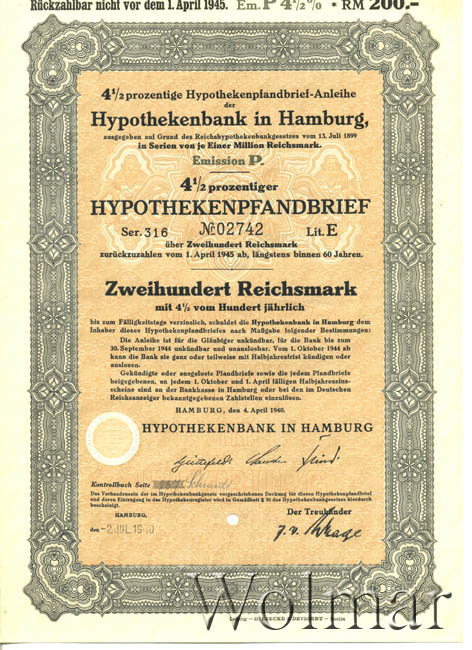 Rückzahlbar nicht vor dem 1. April 1945. Em. P 4½% * RM 200.-
4½ prozentige Hypothekenpfandbrief-Anleihe
der
Hypothekenbank in Hamburg,
ausgegeben auf Grund des Reichshypothekenbankgesetzes vom 13. Juli 1899
in Serien von je Einer Million Reichsmark.
Emission P.
4½ prozentiger
HYPOTHEKENPFANDBRIEF
Ser. 316 № 02742 Lit. E
über Zweihundert Reichsmark
zurückzuzahlen vom 1. April 1945 ab, längstens binnen 60 Jahren.
Zweihundert Reichsmark
mit 4½ vom Hundert jährlich
bis zum Fälligkeitstage verzinslich, schuldet die Hypothekenbank in Hamburg dem
Inhaber dieses Hypothekenpfandbriefes nach Maßgabe folgender Bestimmungen:
Die Anleihe ist für die Gläubiger unkündbar, für die Bank bis zum
30. September 1944 unkündbar und unauslosbar. Vom 1. Oktober 1944 ab
kann die Bank sie ganz oder teilweise mit Halbjahresfrist kündigen oder
auslosen.
Gekündigte oder ausgeloste Pfandbriefe sowie die jedem Pfandbriefe
beigegebenen, an jedem 1. Oktober und 1. April fälligen Halbjahreszins-
scheine sind an der Bankkasse in Hamburg oder bei den im Deutschen
Reichsanzeiger bekanntgegebenen Zahlstellen einzulösen.
HAMBURG, den 4. April 1940.
HYPOTHEKENBANK IN HAMBURG
Kontrollbuch Seite Schmidt
Das Vorhandensein der im Hypothekenbankgesetz vorgeschriebenen Deckung für diesen Hypothekenpfandbrief
und deren Eintragung in das Hypothekenregister wird in Gemäßheit § 30 des Hypothekenbankgesetzes hierdurch
bescheinigt.
HAMBURG, Der Treuhänder
den -2. JUL. 1940
Leipzig — GIESECKE & DEVRIENT — Berlin
Wolmar